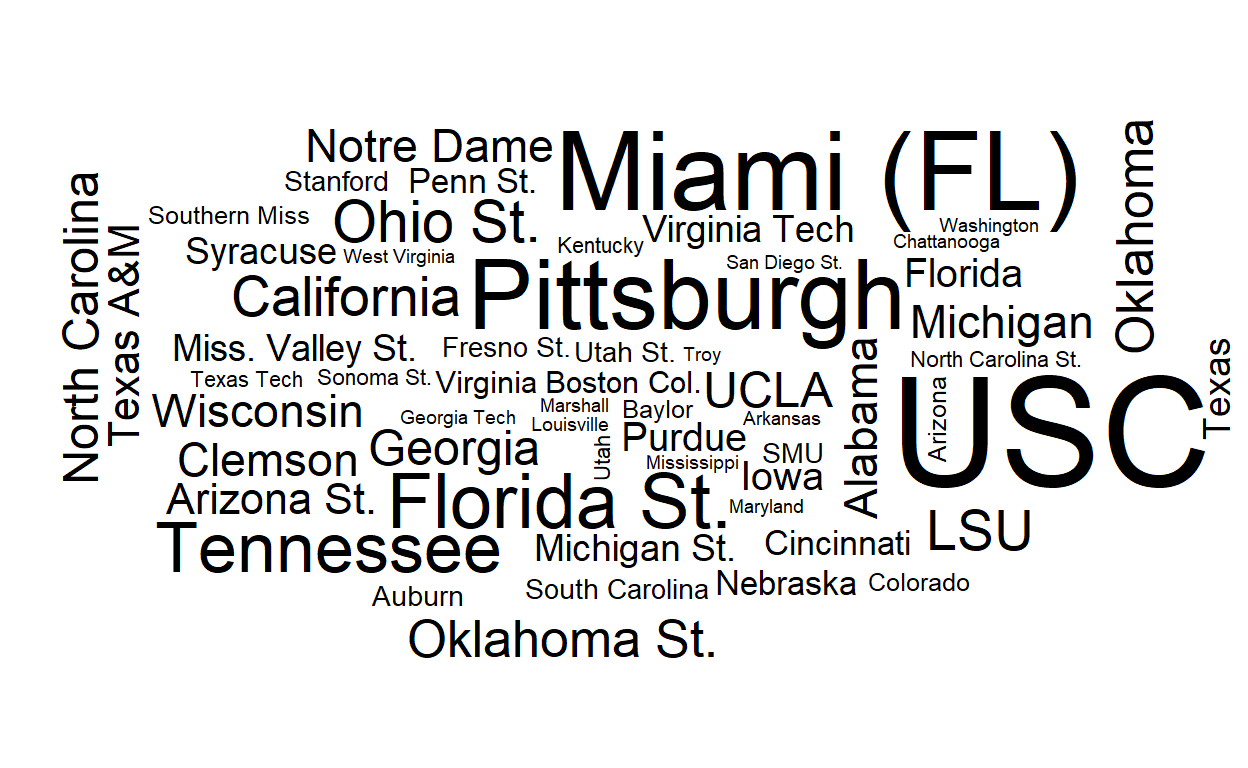 Notre Dame
Miami (FL)
Oklahoma
Stanford
Penn St.
North Carolina
Southern Miss
Ohio St.
Virginia Tech
Washington
Texas A&M
Syracuse
West Virginia
Kentucky
Chattanooga
San Diego St.
California
Pittsburgh
Florida
Michigan
Miss. Valley St.
Fresno St.
Utah St.
Troy
North Carolina St.
Texas
Texas Tech
Sonoma St.
Virginia
Boston Col.
UCLA
Alabama
USC
Arizona
Wisconsin
Georgia Tech
Marshall
Louisville
Baylor
Arkansas
Clemson
Georgia
Utah
Purdue
Mississippi
SMU
Iowa
Arizona St.
Florida St.
Maryland
Tennessee
Michigan St.
Cincinnati
LSU
Auburn
South Carolina
Nebraska
Colorado
Oklahoma St.